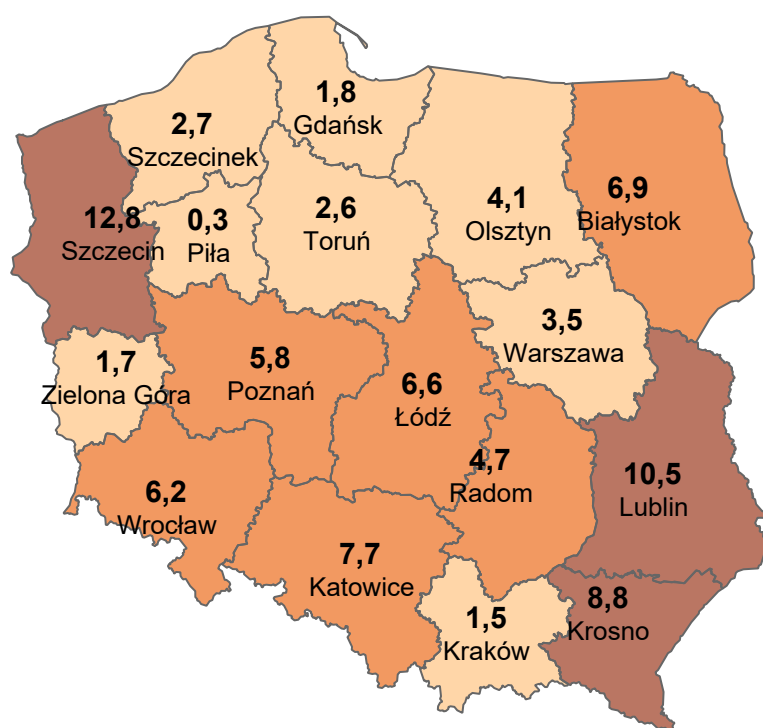 1,8
Gdańsk
2,7
Szczecinek
12,8
Szczecin
0,3
Piła
2,6
Toruń
4,1
Olsztyn
6,9
Białystok
3,5
Warszawa
1,7
Zielona Góra
5,8
Poznań
6,6
Łódź
4,7
Radom
10,5
Lublin
6,2
Wrocław
7,7
Katowice
1,5
Kraków
8,8
Krosno